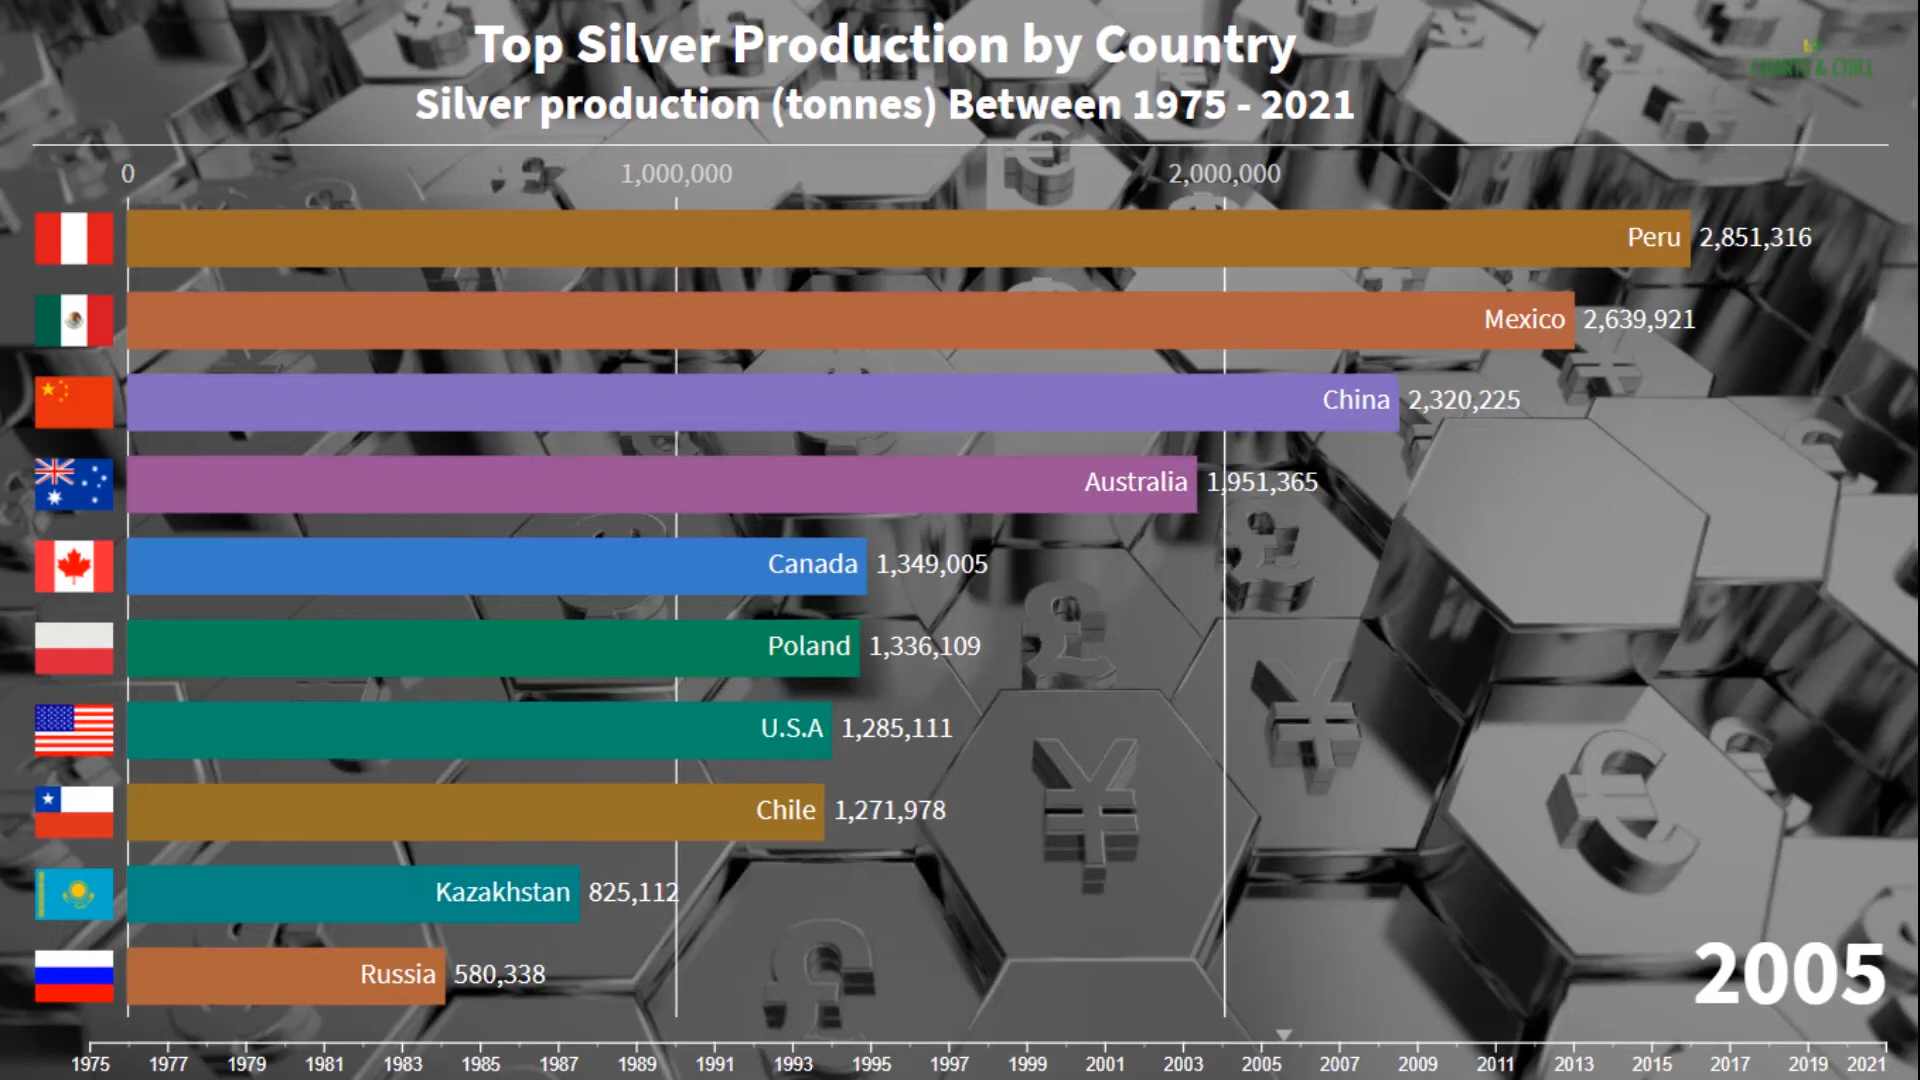 Top Silver Production by Country
Silver production (tonnes) Between 1975 - 2021
CHARTS & CHILL
0 1,000,000 2,000,000
Peru 2,851,316
Mexico 2,639,921
China 2,320,225
Australia 1,951,365
Canada 1,349,005
Poland 1,336,109
U.S.A 1,285,111
Chile 1,271,978
Kazakhstan 825,112
Russia 580,338
2005
1975 1977 1979 1981 1983 1985 1987 1989 1991 1993 1995 1997 1999 2001 2003 2005 2007 2009 2011 2013 2015 2017 2019 2021